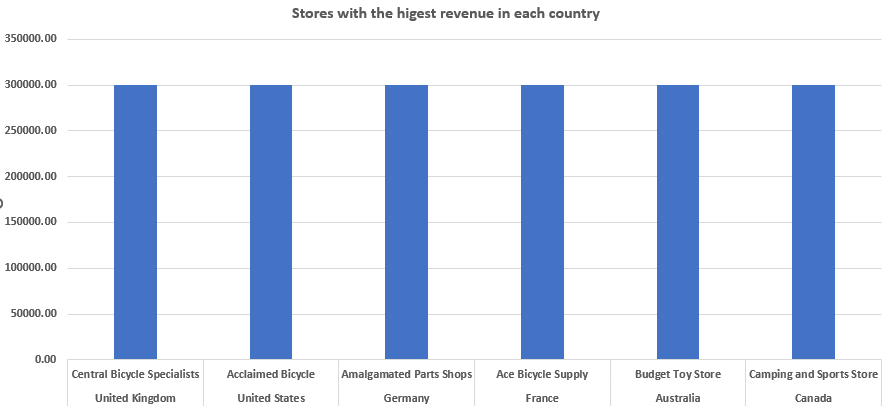 Stores with the higest revenue in each country
350000.00
300000.00
250000.00
200000.00
150000.00
100000.00
50000.00
0.00
Central Bicycle Specialists
Acclaimed Bicycle
Amalgamated Parts Shops
Ace Bicycle Supply
Budget Toy Store
Camping and Sports Store
United Kingdom
United States
Germany
France
Australia
Canada